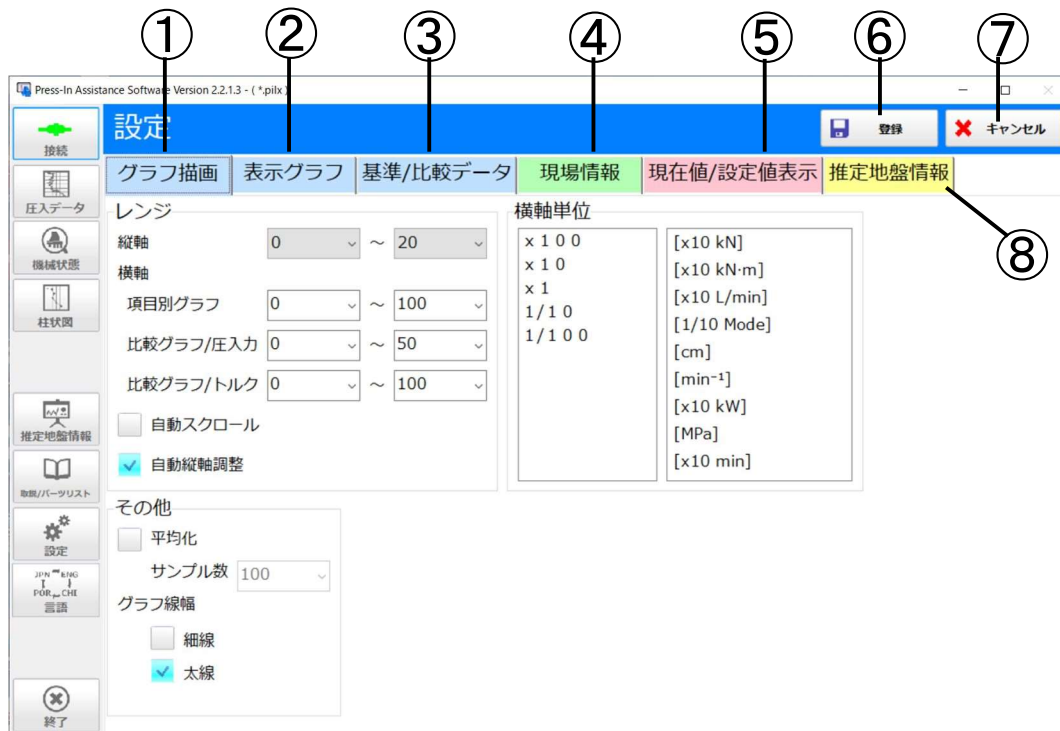 ① ② ③ ④ ⑤ ⑥ ⑦
Press-In Assistance Software Version 2.2.1.3 - ( *.pilx )
設定
登録
キャンセル
接続
圧入データ
機械状態
柱状図
推定地盤情報
取説/パーツリスト
設定
JPN ENG
POR CHI
言語
終了
グラフ描画 表示グラフ 基準/比較データ 現場情報 現在値/設定値表示 推定地盤情報
⑧
レンジ
縦軸 0 ～ 20
横軸
項目別グラフ 0 ～ 100
比較グラフ/圧入力 0 ～ 50
比較グラフ/トルク 0 ～ 100
自動スクロール
自動縦軸調整
横軸単位
x 1 0 0
x 1 0
x 1
1 / 1 0
1 / 1 0 0
[x10 kN]
[x10 kN·m]
[x10 L/min]
[1/10 Mode]
[cm]
[min⁻¹]
[x10 kW]
[MPa]
[x10 min]
その他
平均化
サンプル数 100
グラフ線幅
細線
太線